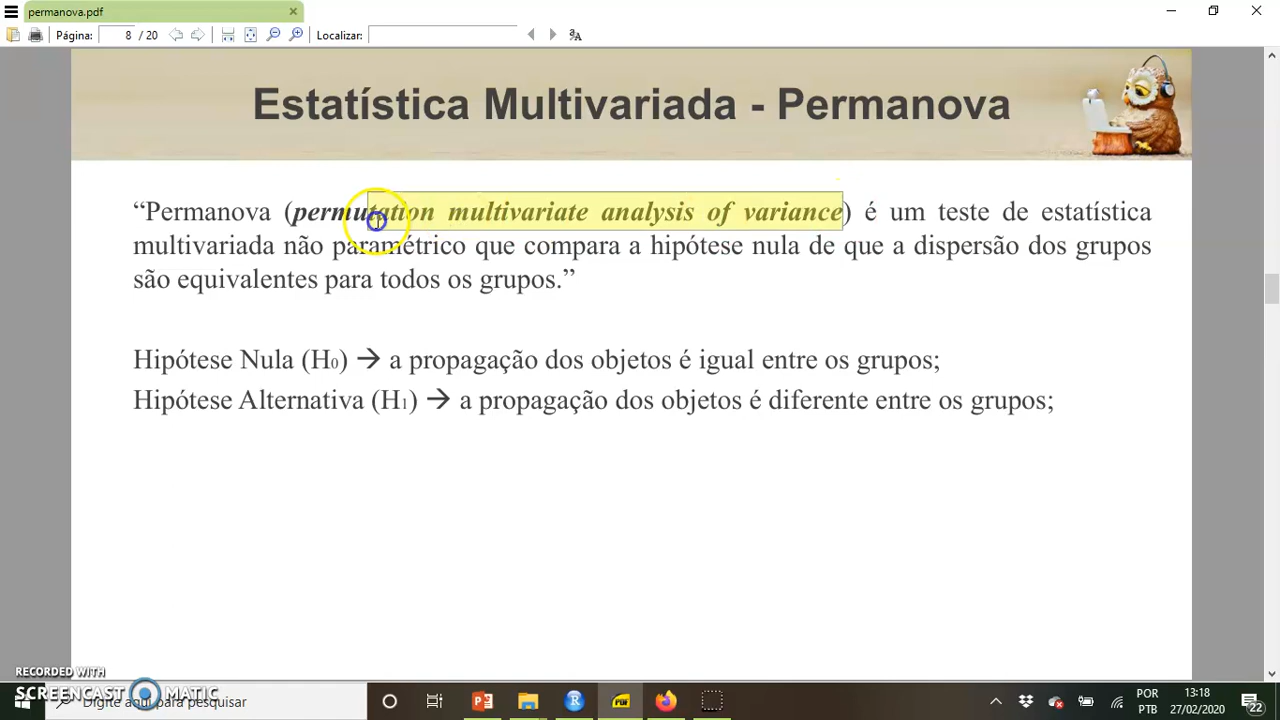 permanova.pdf
Página: 8 / 20 Localizar:
Estatística Multivariada - Permanova
“Permanova (permutation multivariate analysis of variance) é um teste de estatística
multivariada não paramétrico que compara a hipótese nula de que a dispersão dos grupos
são equivalentes para todos os grupos.”
Hipótese Nula (H0) → a propagação dos objetos é igual entre os grupos;
Hipótese Alternativa (H1) → a propagação dos objetos é diferente entre os grupos;
RECORDED WITH
SCREENCAST MATIC
Digite aqui para pesquisar
POR 13:18
PTB 27/02/2020 22